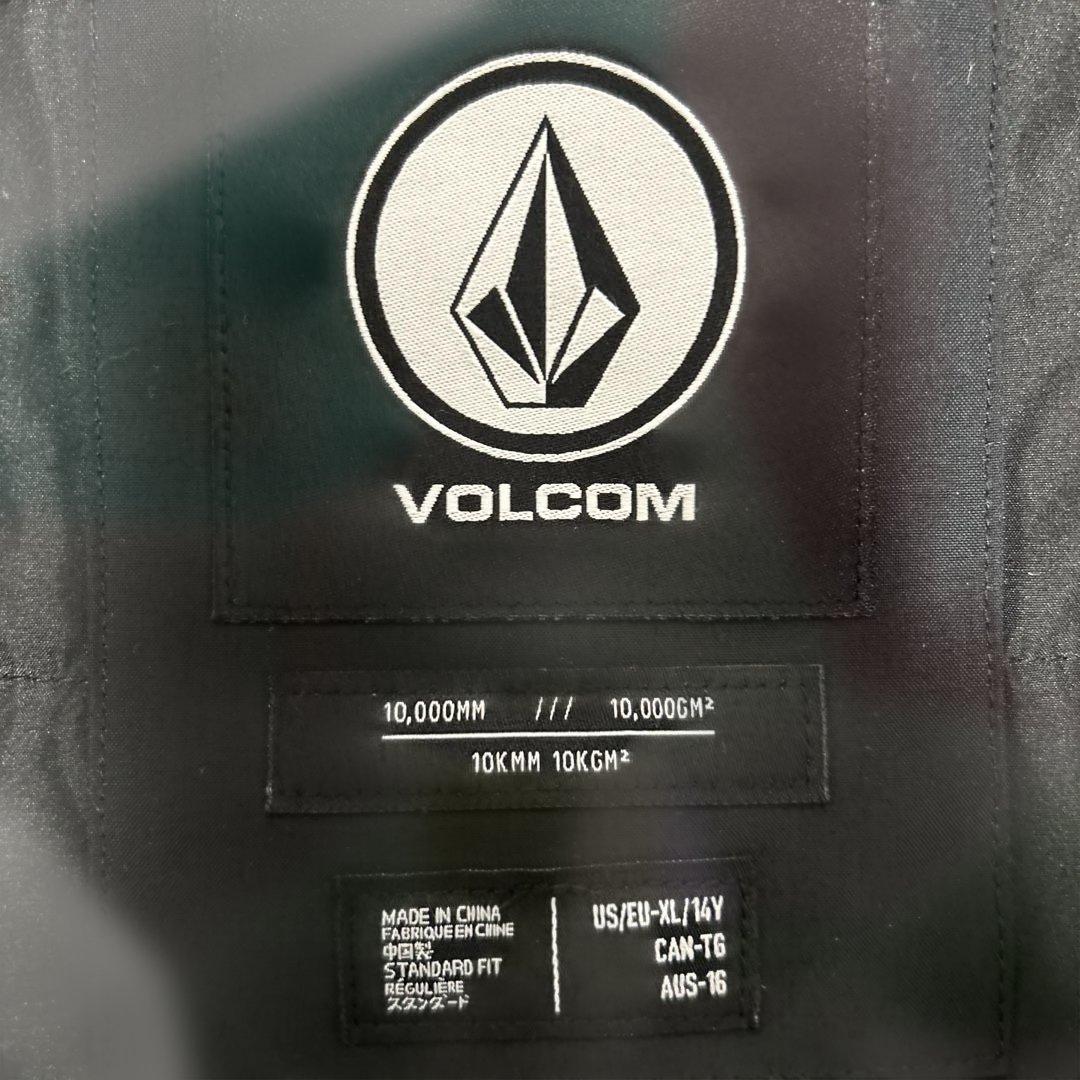 VOLCOM
10,000MM /// 10,000GM²
10KMM 10KGM²
MADE IN CHINA
FABRIQUE EN CHINE
中国製
STANDARD FIT
RÉGULIÈRE
スタンダード
US/EU-XL/14Y
CAN-TG
AUS-16